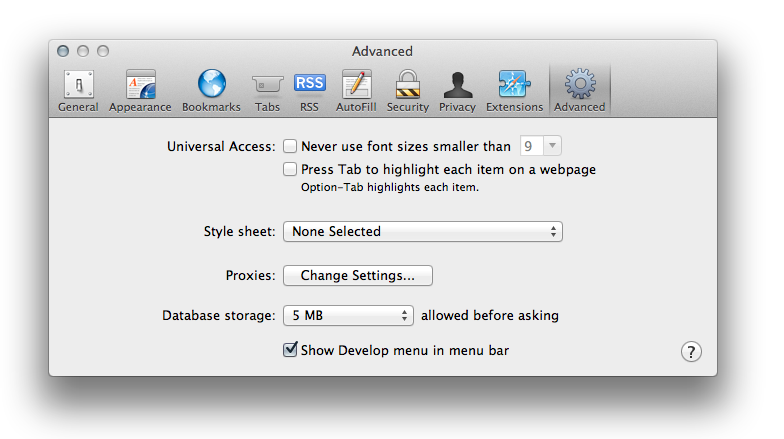 Advanced
General Appearance Bookmarks Tabs RSS RSS AutoFill Security Privacy Extensions Advanced
Universal Access: Never use font sizes smaller than 9
Press Tab to highlight each item on a webpage
Option-Tab highlights each item.
Style sheet: None Selected
Proxies: Change Settings...
Database storage: 5 MB allowed before asking
Show Develop menu in menu bar ?